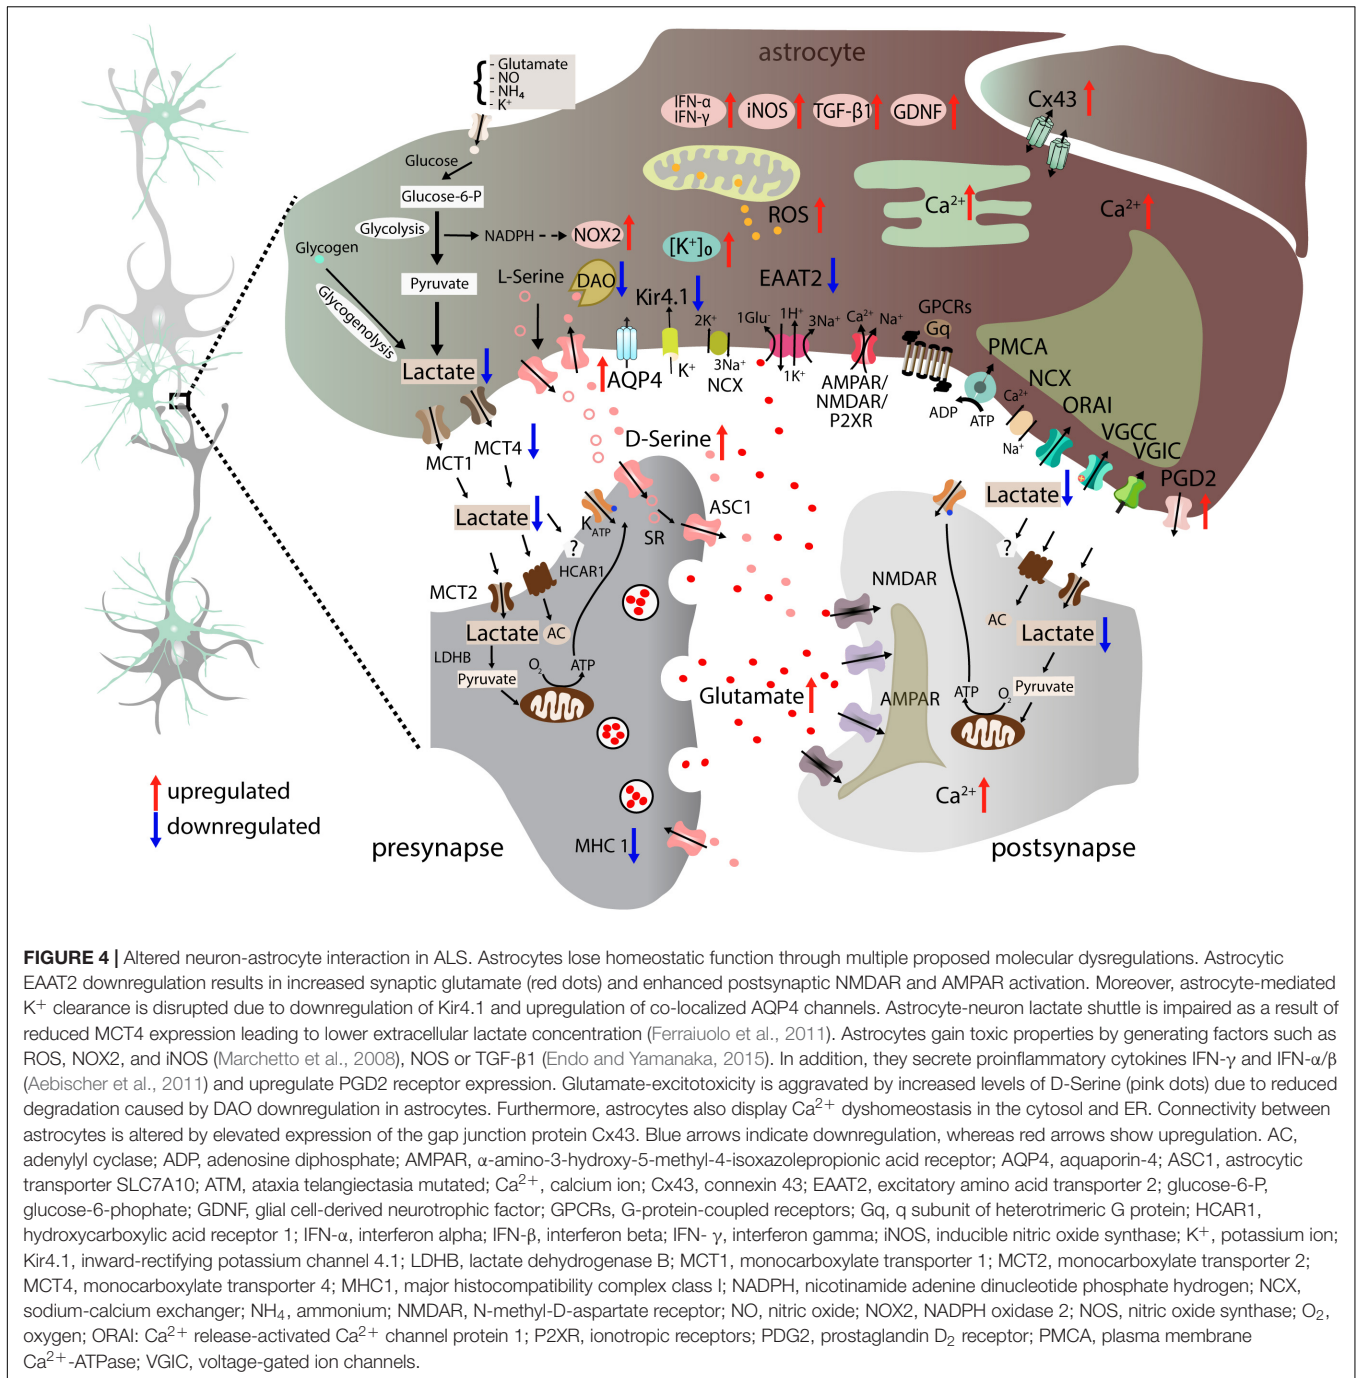 astrocyte
- Glutamate
- NO
- NH₄
- K⁺
IFN-α
IFN-γ
iNOS
TGF-β1
GDNF
Cx43
Glucose
Glucose-6-P
Glycolysis
NADPH
NOX2
ROS
Ca²⁺
Ca²⁺
[K⁺]₀
Glycogen
Glycogenolysis
Pyruvate
Lactate
L-Serine
DAO
Kir4.1
EAAT2
AQP4
K⁺
2K⁺
3Na⁺
NCX
1Glu⁻
1H⁺
3Na⁺
1K⁺
Ca²⁺
Na⁺
AMPAR/
NMDAR/
P2XR
GPCRs
Gq
ADP
ATP
PMCA
NCX
Ca²⁺
Na⁺
ORAI
VGCC
VGIC
PGD2
MCT1
MCT4
Lactate
D-Serine
K ATP
SR
ASC1
?
HCAR1
MCT2
Lactate
AC
LDHB
Pyruvate
O₂
ATP
Glutamate
NMDAR
AMPAR
Lactate
?
AC
Lactate
ATP
O₂
Pyruvate
Ca²⁺
MHC 1
upregulated
downregulated
presynapse
postsynapse
FIGURE 4 | Altered neuron-astrocyte interaction in ALS. Astrocytes lose homeostatic function through multiple proposed molecular dysregulations. Astrocytic
EAAT2 downregulation results in increased synaptic glutamate (red dots) and enhanced postsynaptic NMDAR and AMPAR activation. Moreover, astrocyte-mediated
K⁺ clearance is disrupted due to downregulation of Kir4.1 and upregulation of co-localized AQP4 channels. Astrocyte-neuron lactate shuttle is impaired as a result of
reduced MCT4 expression leading to lower extracellular lactate concentration (Ferraiuolo et al., 2011). Astrocytes gain toxic properties by generating factors such as
ROS, NOX2, and iNOS (Marchetto et al., 2008), NOS or TGF-β1 (Endo and Yamanaka, 2015). In addition, they secrete proinflammatory cytokines IFN-γ and IFN-α/β
(Aebischer et al., 2011) and upregulate PGD2 receptor expression. Glutamate-excitotoxicity is aggravated by increased levels of D-Serine (pink dots) due to reduced
degradation caused by DAO downregulation in astrocytes. Furthermore, astrocytes also display Ca²⁺ dyshomeostasis in the cytosol and ER. Connectivity between
astrocytes is altered by elevated expression of the gap junction protein Cx43. Blue arrows indicate downregulation, whereas red arrows show upregulation. AC,
adenylyl cyclase; ADP, adenosine diphosphate; AMPAR, α-amino-3-hydroxy-5-methyl-4-isoxazolepropionic acid receptor; AQP4, aquaporin-4; ASC1, astrocytic
transporter SLC7A10; ATM, ataxia telangiectasia mutated; Ca²⁺, calcium ion; Cx43, connexin 43; EAAT2, excitatory amino acid transporter 2; glucose-6-P,
glucose-6-phophate; GDNF, glial cell-derived neurotrophic factor; GPCRs, G-protein-coupled receptors; Gq, q subunit of heterotrimeric G protein; HCAR1,
hydroxycarboxylic acid receptor 1; IFN-α, interferon alpha; IFN-β, interferon beta; IFN- γ, interferon gamma; iNOS, inducible nitric oxide synthase; K⁺, potassium ion;
Kir4.1, inward-rectifying potassium channel 4.1; LDHB, lactate dehydrogenase B; MCT1, monocarboxylate transporter 1; MCT2, monocarboxylate transporter 2;
MCT4, monocarboxylate transporter 4; MHC1, major histocompatibility complex class I; NADPH, nicotinamide adenine dinucleotide phosphate hydrogen; NCX,
sodium-calcium exchanger; NH₄, ammonium; NMDAR, N-methyl-D-aspartate receptor; NO, nitric oxide; NOX2, NADPH oxidase 2; NOS, nitric oxide synthase; O₂,
oxygen; ORAI: Ca²⁺ release-activated Ca²⁺ channel protein 1; P2XR, ionotropic receptors; PDG2, prostaglandin D₂ receptor; PMCA, plasma membrane
Ca²⁺-ATPase; VGIC, voltage-gated ion channels.